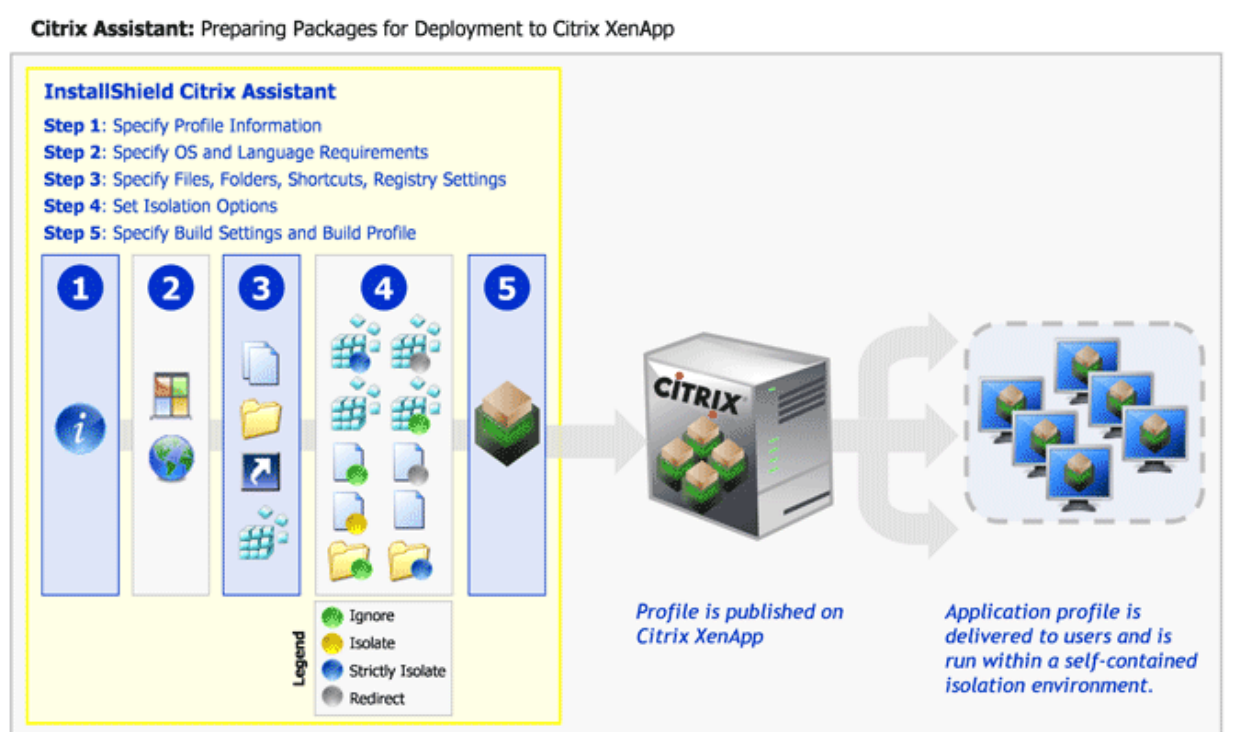 Citrix Assistant: Preparing Packages for Deployment to Citrix XenApp
InstallShield Citrix Assistant
Step 1: Specify Profile Information
Step 2: Specify OS and Language Requirements
Step 3: Specify Files, Folders, Shortcuts, Registry Settings
Step 4: Set Isolation Options
Step 5: Specify Build Settings and Build Profile
1
2
3
4
5
i
CİTRIX
Legend
Ignore
Isolate
Strictly Isolate
Redirect
Profile is published on
Citrix XenApp
Application profile is
delivered to users and is
run within a self-contained
isolation environment.